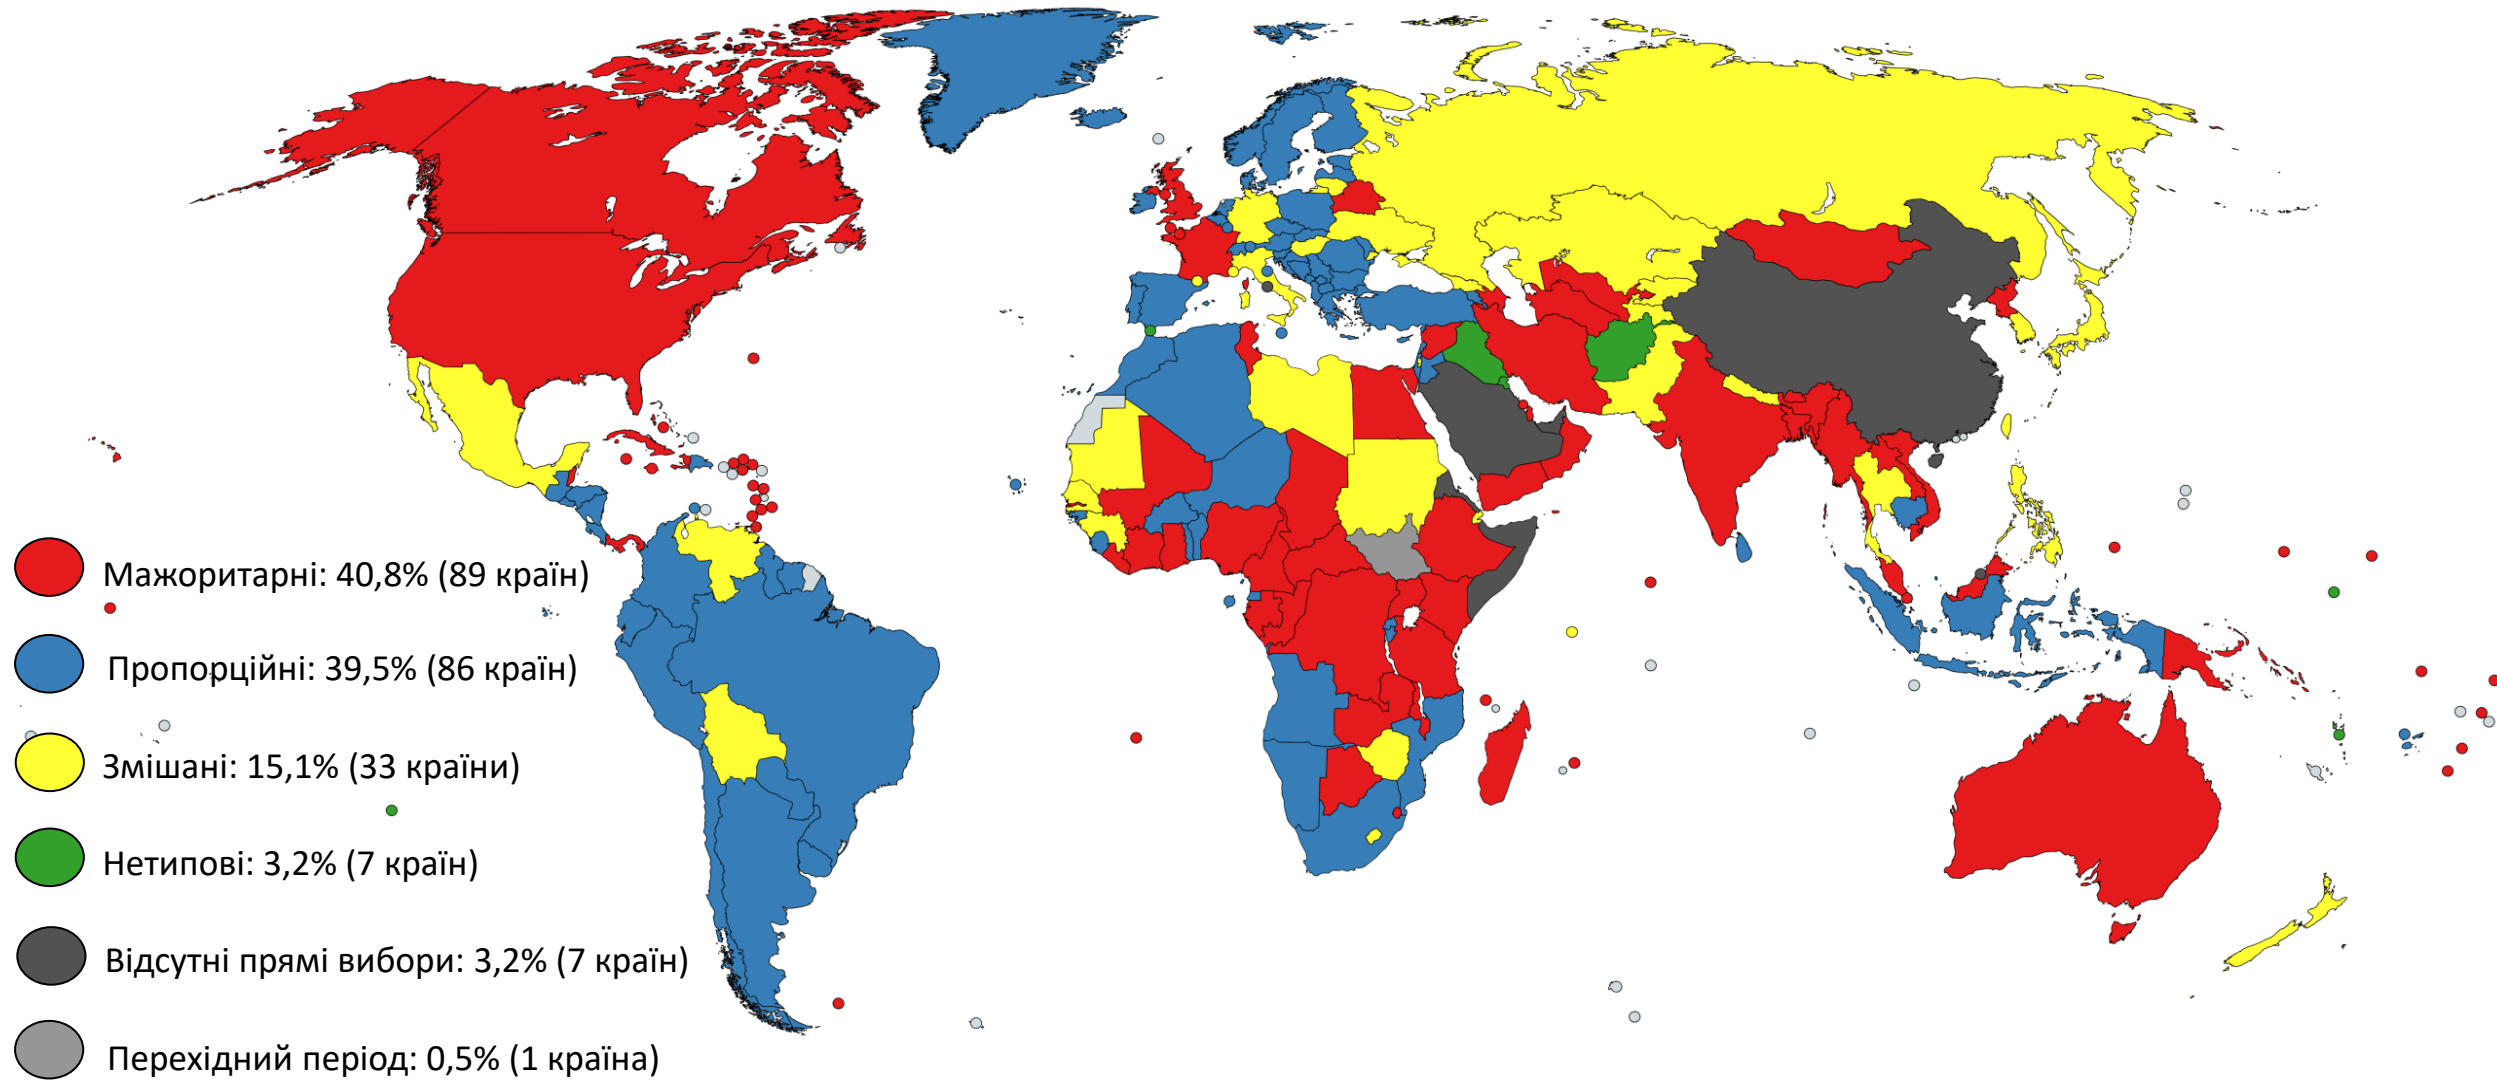 Мажоритарні: 40,8% (89 країн)
Пропорційні: 39,5% (86 країн)
Змішані: 15,1% (33 країни)
Нетипові: 3,2% (7 країн)
Відсутні прямі вибори: 3,2% (7 країн)
Перехідний період: 0,5% (1 країна)